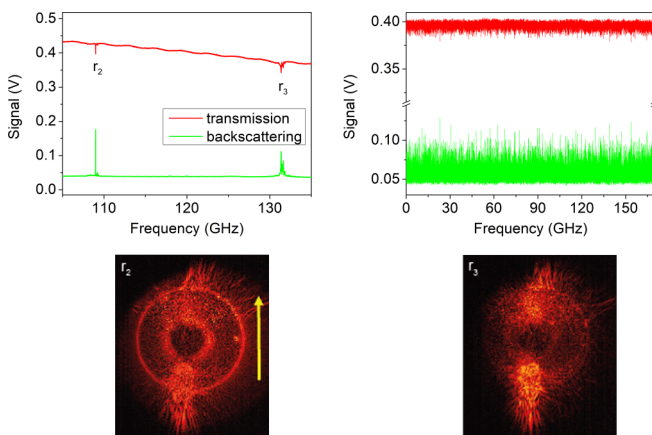 0.5
0.4
0.3
0.2
0.1
0.0
Signal (V)
r2
r3
transmission
backscattering
110
120
130
Frequency (GHz)
0.40
0.35
0.10
0.05
Signal (V)
0
30
60
90
120
150
Frequency (GHz)
r2
r3